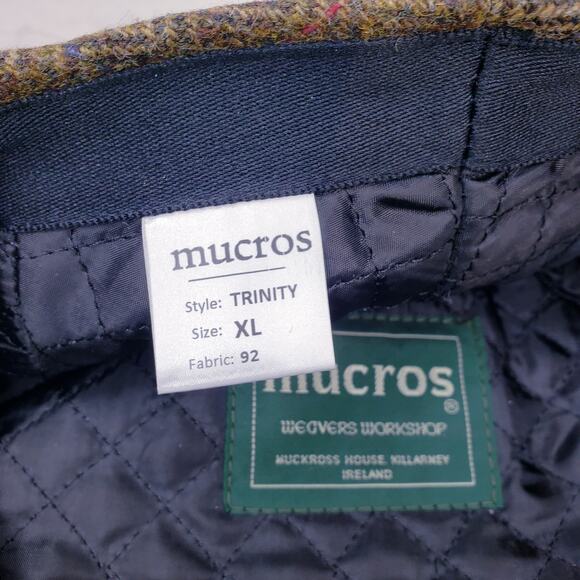 mucros
Style: TRINITY
Size: XL
Fabric: 92
mucros
®
WEAVERS WORKSHOP
MUCKROSS HOUSE, KILLARNEY
IRELAND